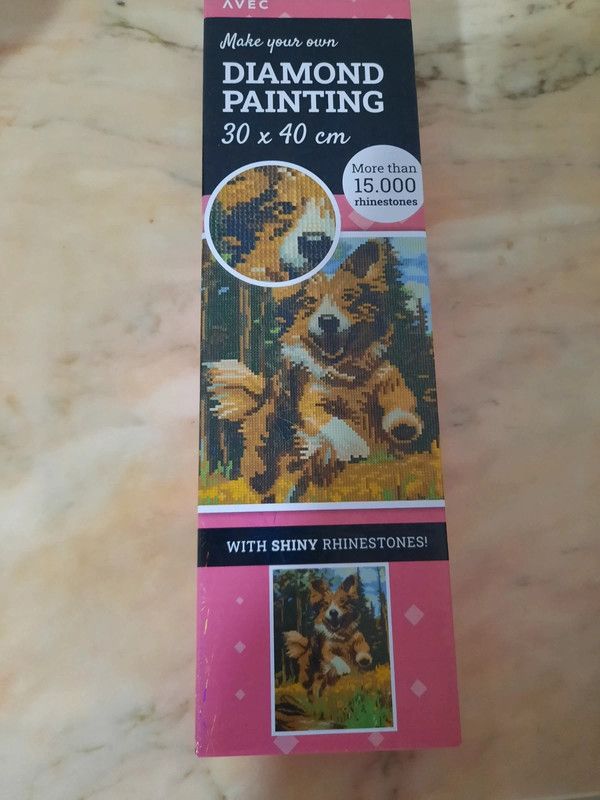 AVEC
Make your own
DIAMOND
PAINTING
30 x 40 cm
More than
15.000
rhinestones
WITH SHINY RHINESTONES!